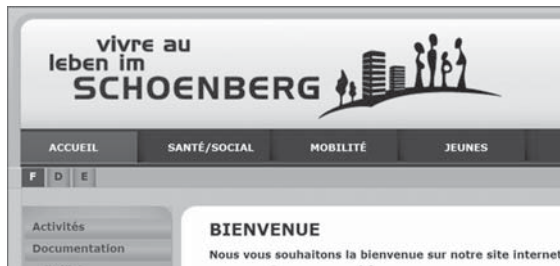 vivre au
leben im
SCHOENBERG
ACCUEIL SANTÉ/SOCIAL MOBILITÉ JEUNES
F D E
Activités
Documentation
BIENVENUE
Nous vous souhaitons la bienvenue sur notre site interne